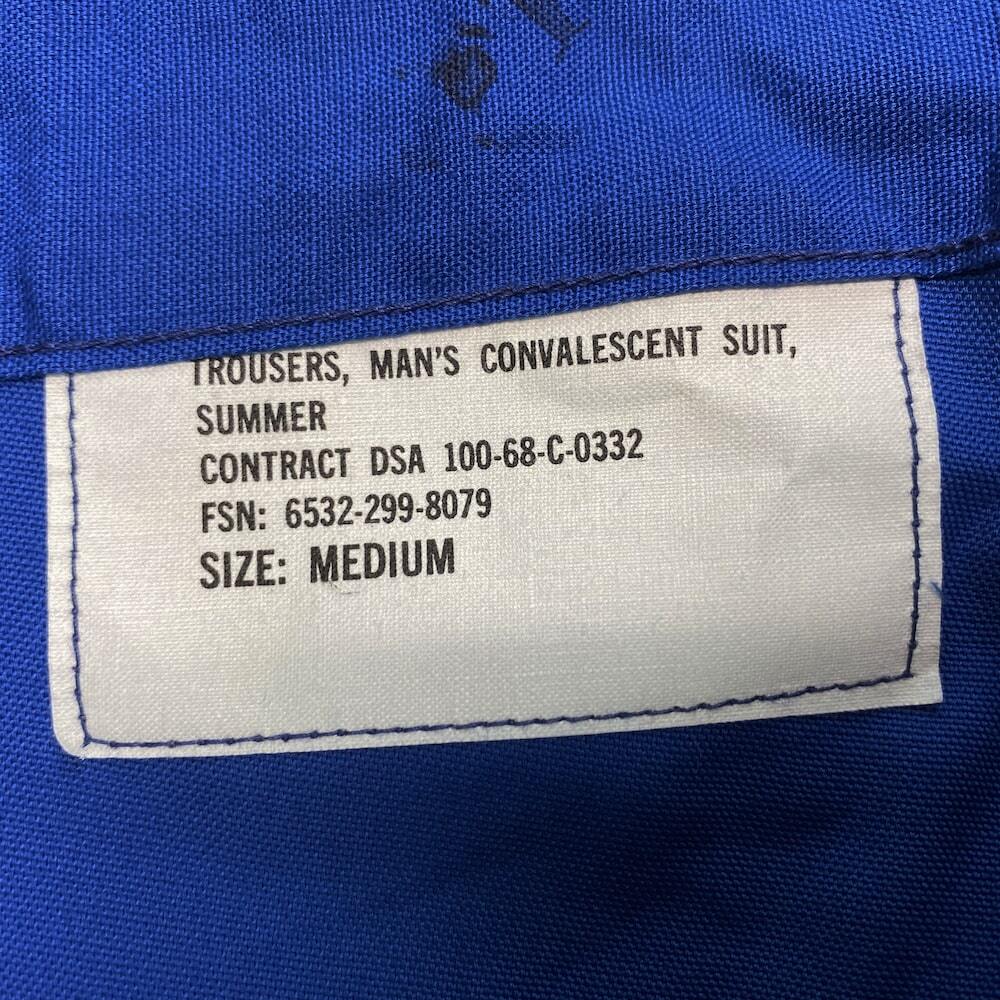 TROUSERS, MAN'S CONVALESCENT SUIT,
SUMMER
CONTRACT DSA 100-68-C-0332
FSN: 6532-299-8079
SIZE: MEDIUM